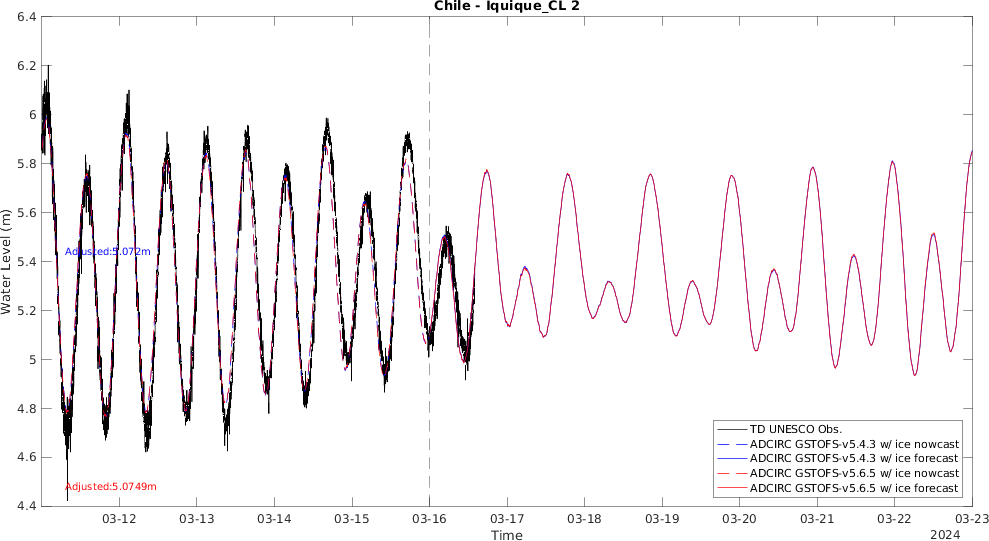 Chile - Iquique_CL 2
6.4
6.2
6
5.8
5.6
5.4
5.2
5
4.8
4.6
4.4
Water Level (m)
Adjusted:5.072m
Adjusted:5.0749m
TD UNESCO Obs.
ADCIRC GSTOFS-v5.4.3 w/ ice nowcast
ADCIRC GSTOFS-v5.4.3 w/ ice forecast
ADCIRC GSTOFS-v5.6.5 w/ ice nowcast
ADCIRC GSTOFS-v5.6.5 w/ ice forecast
03-12 03-13 03-14 03-15 03-16 03-17 03-18 03-19 03-20 03-21 03-22 03-23
Time
2024